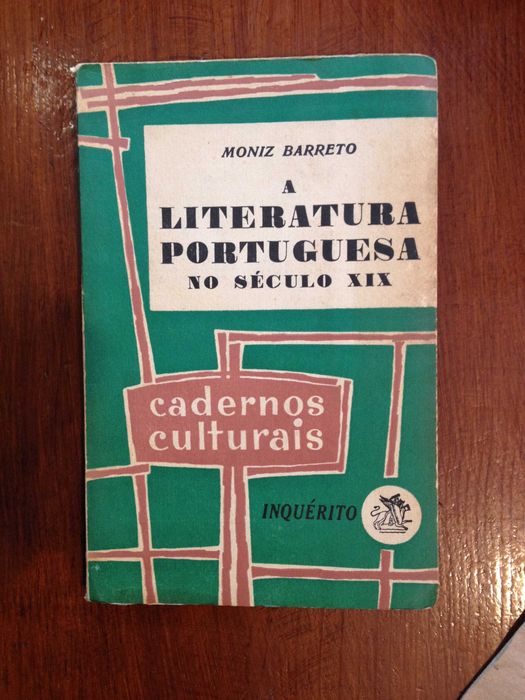 MONIZ BARRETO
A
LITERATURA
PORTUGUESA
NO SÉCULO XIX
cadernos
culturais
INQUÉRITO